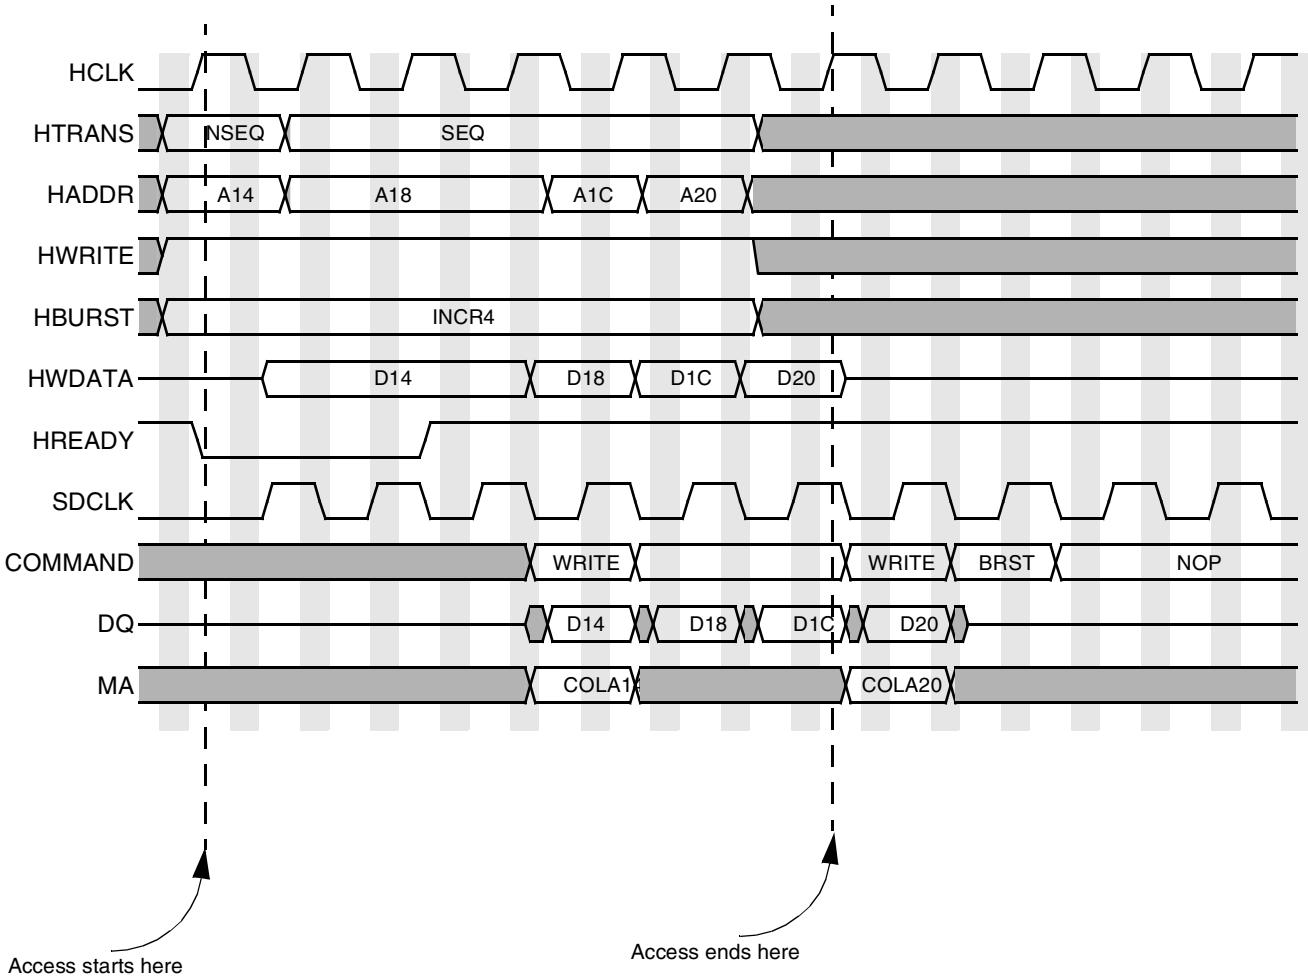 HCLK
HTRANS NSEQ SEQ
HADDR A14 A18 A1C A20
HWRITE
HBURST INCR4
HWDATA D14 D18 D1C D20
HREADY
SDCLK
COMMAND WRITE WRITE BRST NOP
DQ D14 D18 D1C D20
MA COLA14 COLA20
Access starts here
Access ends here